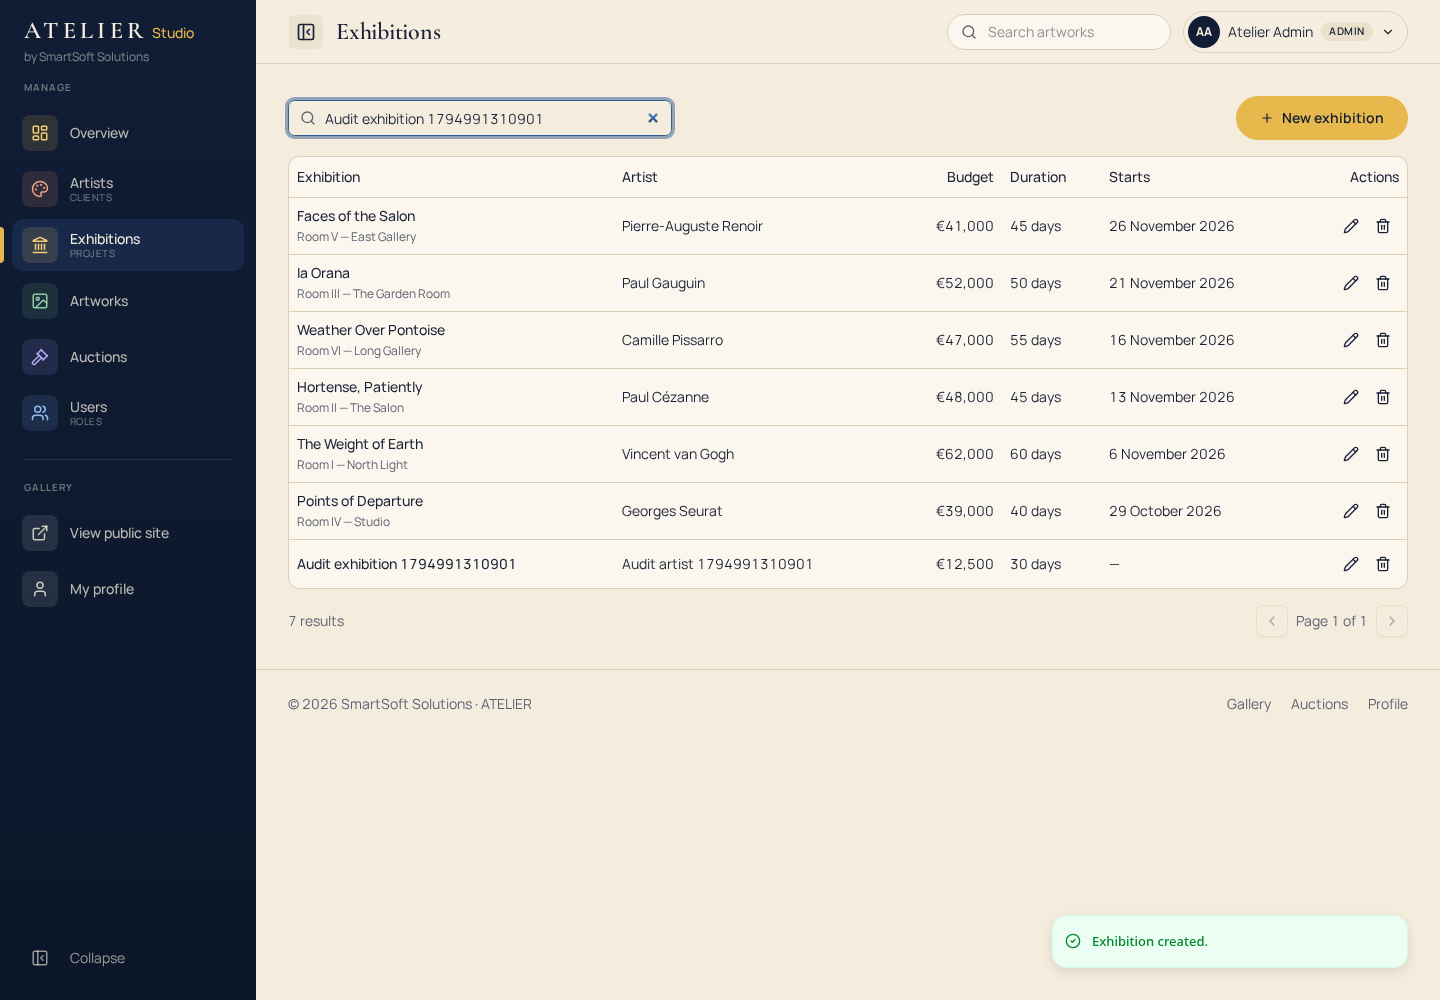 ATELIER Studio
by SmartSoft Solutions
MANAGE
Overview
Artists
CLIENTS
Exhibitions
PROJETS
Artworks
Auctions
Users
ROLES
GALLERY
View public site
My profile
Collapse
Exhibitions
Search artworks
AA Atelier Admin ADMIN
Audit exhibition 1794991310901
New exhibition
Exhibition Artist Budget Duration Starts Actions
Faces of the Salon
Room V — East Gallery
Pierre-Auguste Renoir €41,000 45 days 26 November 2026
Ia Orana
Room III — The Garden Room
Paul Gauguin €52,000 50 days 21 November 2026
Weather Over Pontoise
Room VI — Long Gallery
Camille Pissarro €47,000 55 days 16 November 2026
Hortense, Patiently
Room II — The Salon
Paul Cézanne €48,000 45 days 13 November 2026
The Weight of Earth
Room I — North Light
Vincent van Gogh €62,000 60 days 6 November 2026
Points of Departure
Room IV — Studio
Georges Seurat €39,000 40 days 29 October 2026
Audit exhibition 1794991310901 Audit artist 1794991310901 €12,500 30 days —
7 results
Page 1 of 1
© 2026 SmartSoft Solutions · ATELIER
Gallery Auctions Profile
Exhibition created.